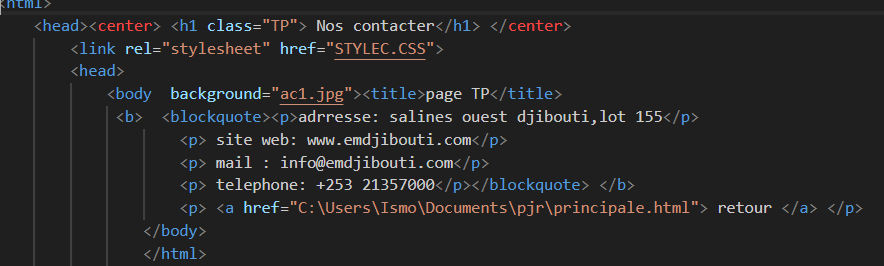 <html>
<head><center> <h1 class="TP"> Nos contacter</h1> </center>
<link rel="stylesheet" href="STYLEC.CSS">
<head>
<body  background="ac1.jpg"><title>page TP</title>
<b>  <blockquote><p>adrresse: salines ouest djibouti,lot 155</p>
<p> site web: www.emdjibouti.com</p>
<p> mail : info@emdjibouti.com</p>
<p> telephone: +253 21357000</p></blockquote> </b>
<p> <a href="C:\Users\Ismo\Documents\pjr\principale.html"> retour </a> </p>
</body>
</html>